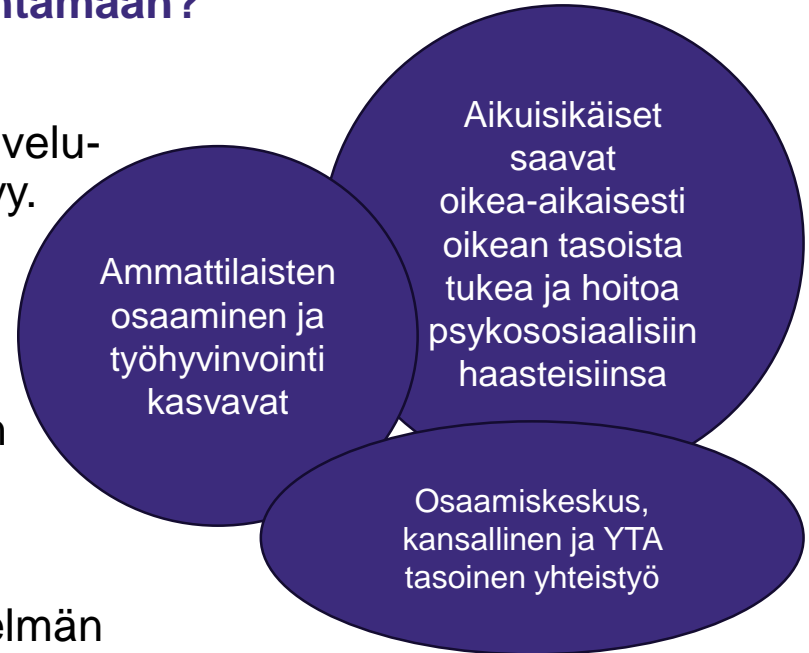 velu-
Aikuisikäiset
saavat
oikea-aikaisesti
oikean tasoista
tukea ja hoitoa
psykososiaalisiin
haasteisiinsa
Ammattilaisten
osaaminen ja
työhyvinvointi
kasvavat
Osaamiskeskus,
kansallinen ja YTA
tasoinen yhteistyö